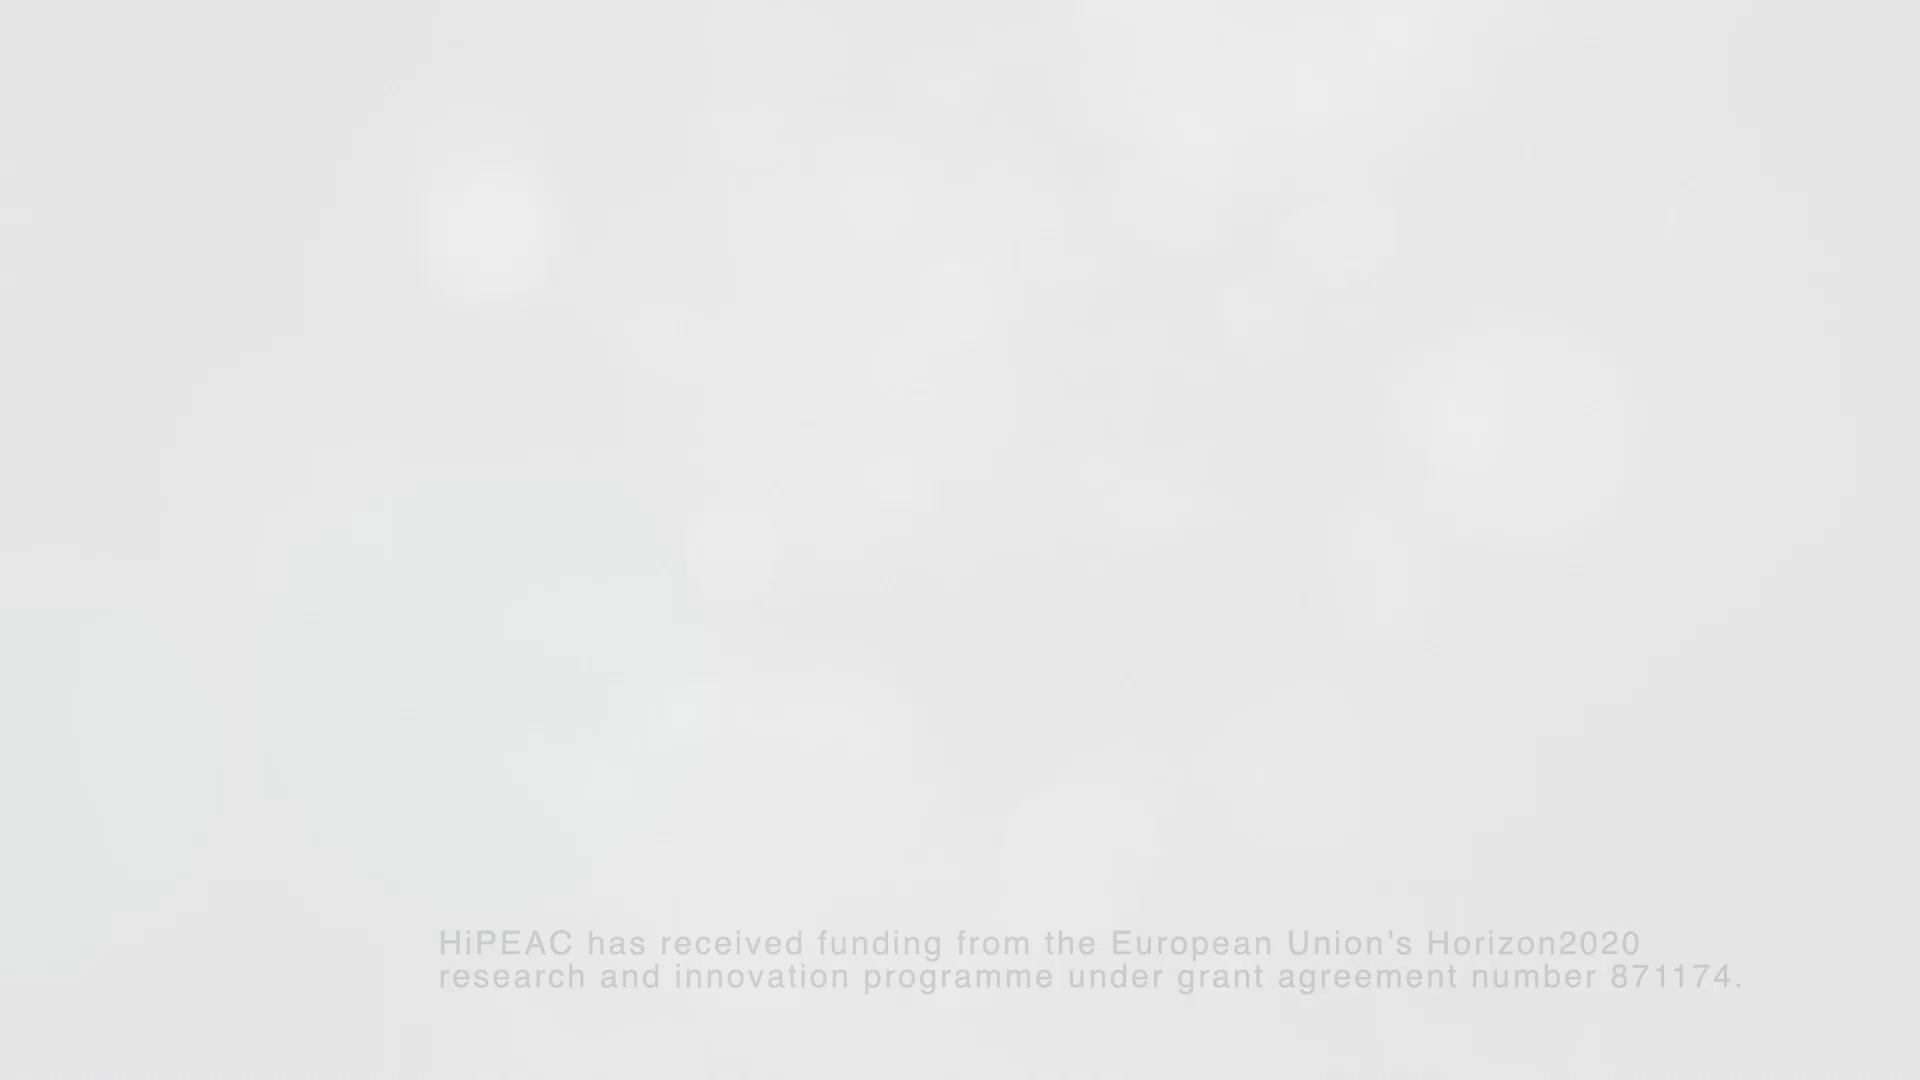 HiPEAC has received funding from the European Union’s Horizon2020
research and innovation programme under grant agreement number 871174.